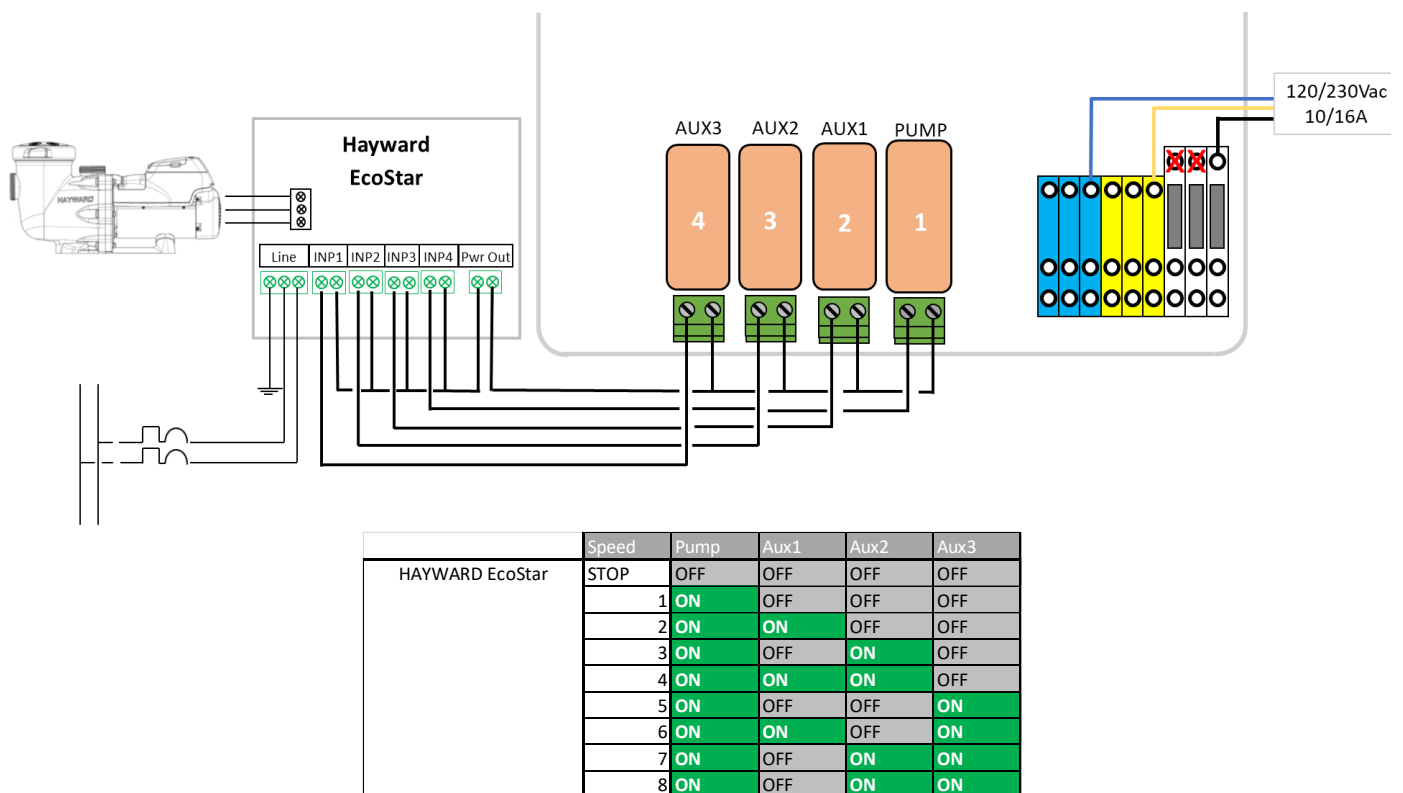 120/230Vac
10/16A
AUX3 AUX2 AUX1 PUMP
Hayward
EcoStar
HAYWARD
4 3 2 1
Line INP1 INP2 INP3 INP4 Pwr Out
Speed Pump Aux1 Aux2 Aux3
HAYWARD EcoStar STOP OFF OFF OFF OFF
1 ON OFF OFF OFF
2 ON ON OFF OFF
3 ON OFF ON OFF
4 ON ON ON OFF
5 ON OFF OFF ON
6 ON ON OFF ON
7 ON OFF ON ON
8 ON OFF ON ON